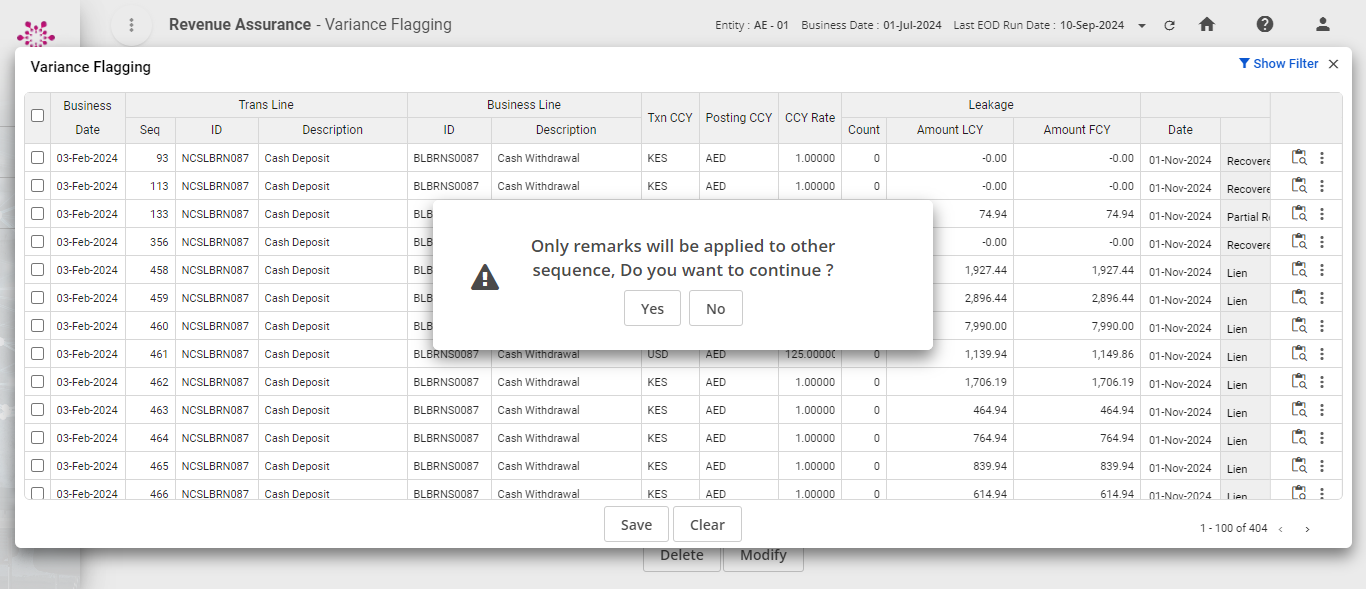 Revenue Assurance - Variance Flagging
Entity : AE - 01 Business Date : 01-Jul-2024 Last EOD Run Date : 10-Sep-2024
Variance Flagging
Show Filter
Business Date Trans Line Business Line Txn CCY Posting CCY CCY Rate Leakage
Seq ID Description ID Description Count Amount LCY Amount FCY Date
03-Feb-2024 93 NCSLBRN087 Cash Deposit BLBRNS0087 Cash Withdrawal KES AED 1.00000 0 -0.00 -0.00 01-Nov-2024 Recovere
03-Feb-2024 113 NCSLBRN087 Cash Deposit BLBRNS0087 Cash Withdrawal KES AED 1.00000 0 -0.00 -0.00 01-Nov-2024 Recovere
03-Feb-2024 133 NCSLBRN087 Cash Deposit BLB 74.94 74.94 01-Nov-2024 Partial R
03-Feb-2024 356 NCSLBRN087 Cash Deposit BLB -0.00 -0.00 01-Nov-2024 Recovere
03-Feb-2024 458 NCSLBRN087 Cash Deposit BLB 1,927.44 1,927.44 01-Nov-2024 Lien
03-Feb-2024 459 NCSLBRN087 Cash Deposit BLB 2,896.44 2,896.44 01-Nov-2024 Lien
03-Feb-2024 460 NCSLBRN087 Cash Deposit BLB 7,990.00 7,990.00 01-Nov-2024 Lien
03-Feb-2024 461 NCSLBRN087 Cash Deposit BLBRNS0087 Cash Withdrawal USD AED 125.00000 0 1,139.94 1,149.86 01-Nov-2024 Lien
03-Feb-2024 462 NCSLBRN087 Cash Deposit BLBRNS0087 Cash Withdrawal KES AED 1.00000 0 1,706.19 1,706.19 01-Nov-2024 Lien
03-Feb-2024 463 NCSLBRN087 Cash Deposit BLBRNS0087 Cash Withdrawal KES AED 1.00000 0 464.94 464.94 01-Nov-2024 Lien
03-Feb-2024 464 NCSLBRN087 Cash Deposit BLBRNS0087 Cash Withdrawal KES AED 1.00000 0 764.94 764.94 01-Nov-2024 Lien
03-Feb-2024 465 NCSLBRN087 Cash Deposit BLBRNS0087 Cash Withdrawal KES AED 1.00000 0 839.94 839.94 01-Nov-2024 Lien
03-Feb-2024 466 NCSLBRN087 Cash Deposit BLBRNS0087 Cash Withdrawal KES AED 1.00000 0 614.94 614.94 01-Nov-2024 Lien
Only remarks will be applied to other
sequence, Do you want to continue ?
Yes No
Save Clear
1 - 100 of 404
Delete Modify